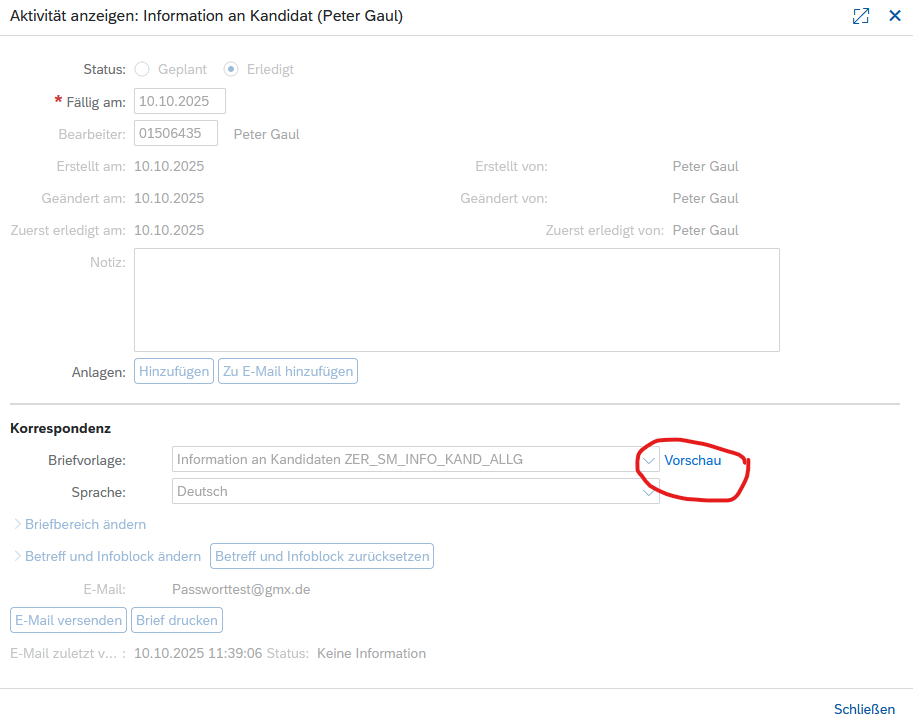 Aktivität anzeigen: Information an Kandidat (Peter Gaul)
Status: Geplant Erledigt
* Fällig am: 10.10.2025
Bearbeiter: 01506435 Peter Gaul
Erstellt am: 10.10.2025 Erstellt von: Peter Gaul
Geändert am: 10.10.2025 Geändert von: Peter Gaul
Zuerst erledigt am: 10.10.2025 Zuerst erledigt von: Peter Gaul
Notiz:
Anlagen: Hinzufügen Zu E-Mail hinzufügen
Korrespondenz
Briefvorlage: Information an Kandidaten ZER_SM_INFO_KAND_ALLG Vorschau
Sprache: Deutsch
Briefbereich ändern
Betreff und Infoblock ändern Betreff und Infoblock zurücksetzen
E-Mail: Passworttest@gmx.de
E-Mail versenden Brief drucken
E-Mail zuletzt v... : 10.10.2025 11:39:06 Status: Keine Information
Schließen